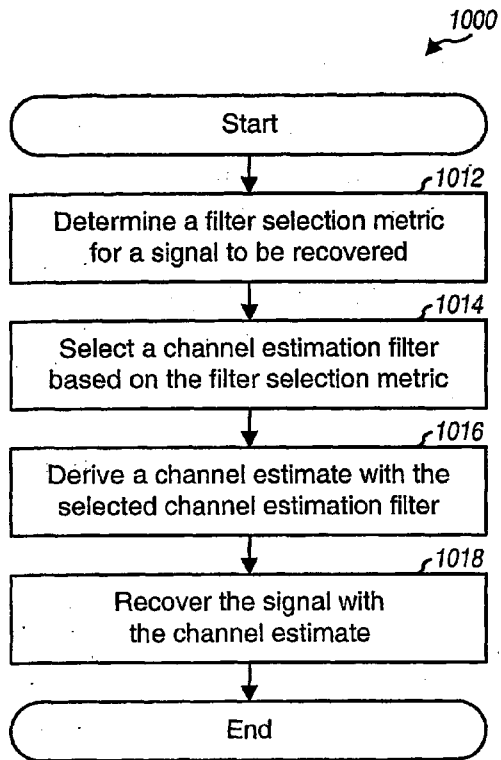 1000
Start
1012
Determine a filter selection metric
for a signal to be recovered
1014
Select a channel estimation filter
based on the filter selection metric
1016
Derive a channel estimate with the
selected channel estimation filter
1018
Recover the signal with
the channel estimate
End